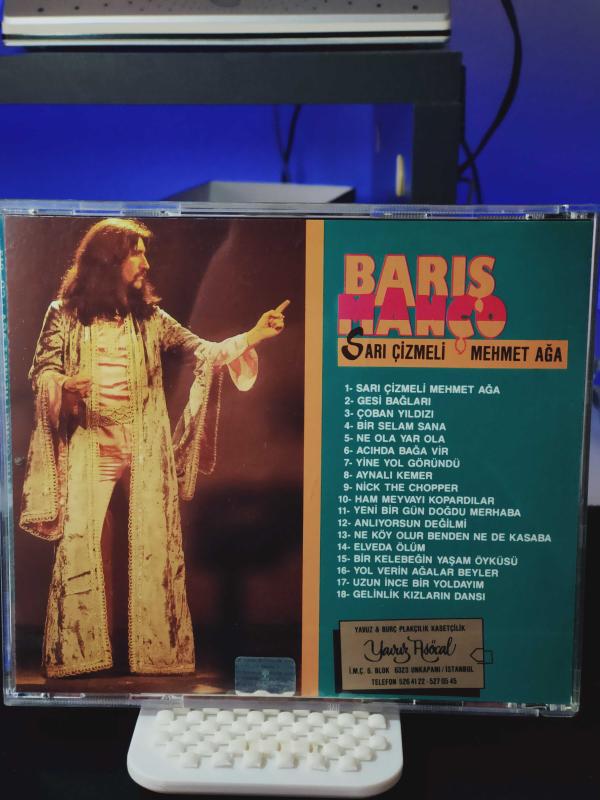 BARIS
MANÇO
SARI ÇİZMELİ MEHMET AĞA
1- SARI ÇİZMELİ MEHMET AĞA
2- GESİ BAĞLARI
3- ÇOBAN YILDIZI
4- BİR SELAM SANA
5- NE OLA YAR OLA
6- ACIHDA BAĞA VİR
7- YİNE YOL GÖRÜNDÜ
8- AYNALI KEMER
9- NİCK THE CHOPPER
10- HAM MEYVAYI KOPARDILAR
11- YENİ BİR GÜN DOĞDU MERHABA
12- ANLIYORSUN DEĞİLMİ
13- NE KÖY OLUR BENDEN NE DE KASABA
14- ELVEDA ÖLÜM
15- BİR KELEBEĞİN YAŞAM ÖYKÜSÜ
16- YOL VERİN AĞALAR BEYLER
17- UZUN İNCE BİR YOLDAYIM
18- GELİNLİK KIZLARIN DANSI
YAVUZ & BURÇ PLAKÇILIK KASETÇİLİK
Yavuz Asöcal
İ.M.Ç. 6. BLOK 6323 UNKAPANI / İSTANBUL
TELEFON 526 41 22 - 527 05 45